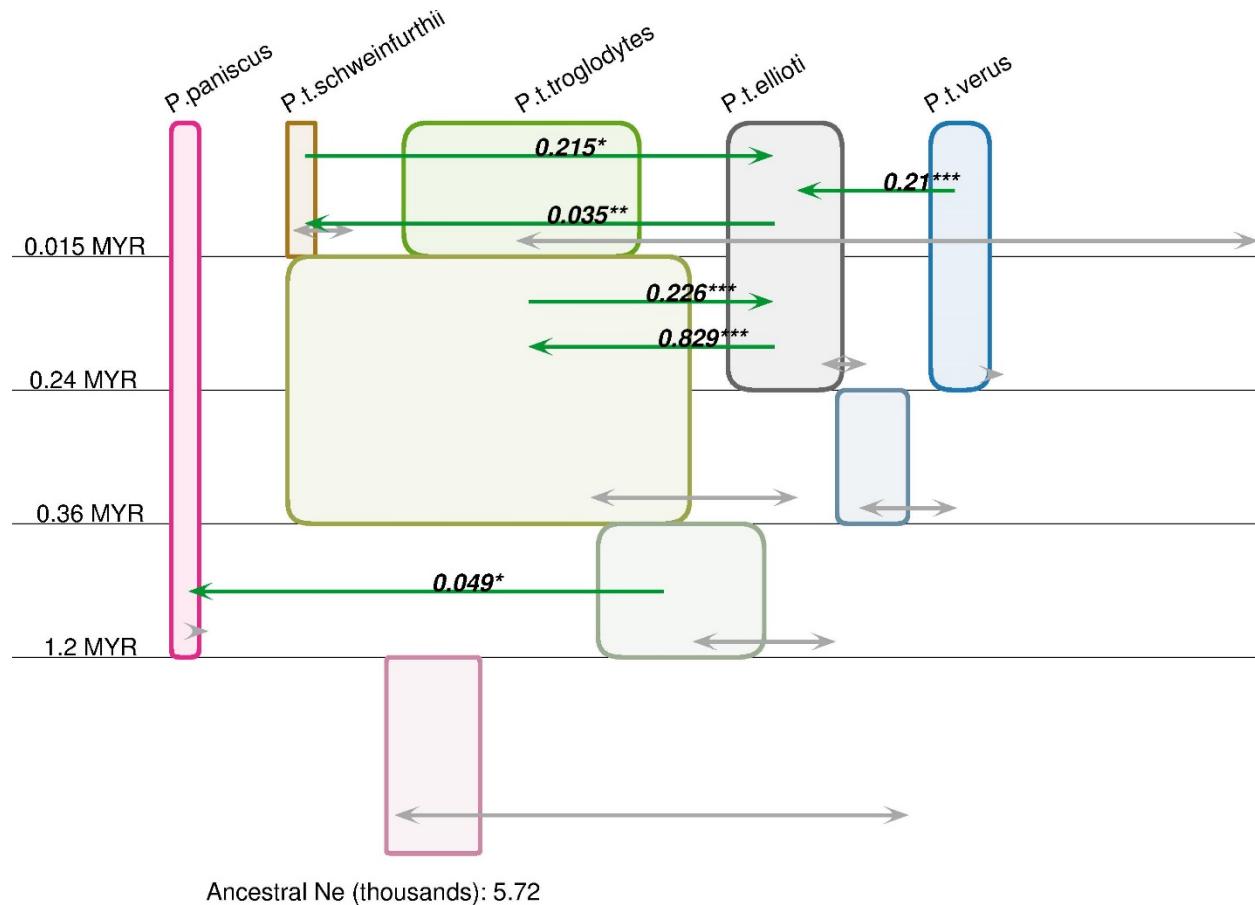 P.paniscus
P.t.schweinfurthii
P.t.troglodytes
P.t.ellioti
P.t.verus
0.215*
0.21***
0.035**
0.015 MYR
0.226***
0.829***
0.24 MYR
0.36 MYR
0.049*
1.2 MYR
Ancestral Ne (thousands): 5.72